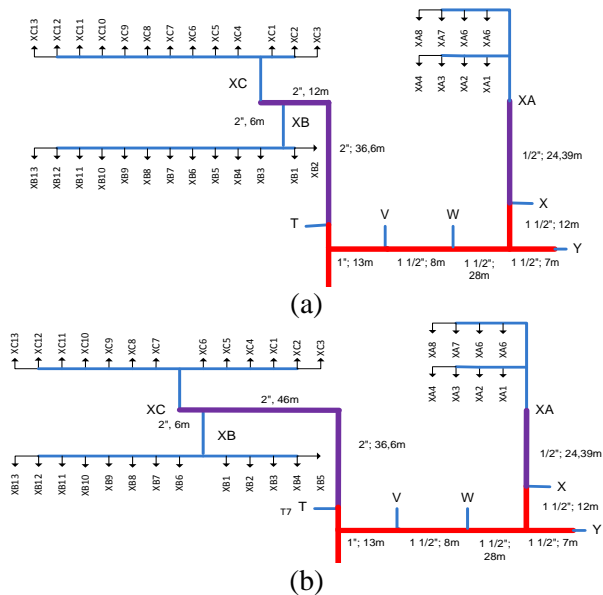 XC13 XC12 XC11 XC10 XC9 XC8 XC7 XC6 XC5 XC4 XC1 XC2 XC3
XA8 XA7 XA6 XA6
XA4 XA3 XA2 XA1
XC
2", 12m
XA
2", 6m
XB
2"; 36,6m
1/2"; 24,39m
XB13 XB12 XB11 XB10 XB9 XB8 XB7 XB6 XB5 XB4 XB3 XB1 XB2
X
T
V
W
1 1/2"; 12m
Y
1"; 13m
1 1/2"; 8m
1 1/2"; 28m
1 1/2"; 7m
(a)
XC13 XC12 XC11 XC10 XC9 XC8 XC7 XC6 XC5 XC4 XC1 XC2 XC3
XA8 XA7 XA6 XA6
XA4 XA3 XA2 XA1
XC
2", 46m
XA
2", 6m
XB
2"; 36,6m
1/2"; 24,39m
XB13 XB12 XB11 XB10 XB9 XB8 XB7 XB6 XB1 XB2 XB3 XB4 XB5
X
T7
T
V
W
1 1/2"; 12m
Y
1"; 13m
1 1/2"; 8m
1 1/2"; 28m
1 1/2"; 7m
(b)